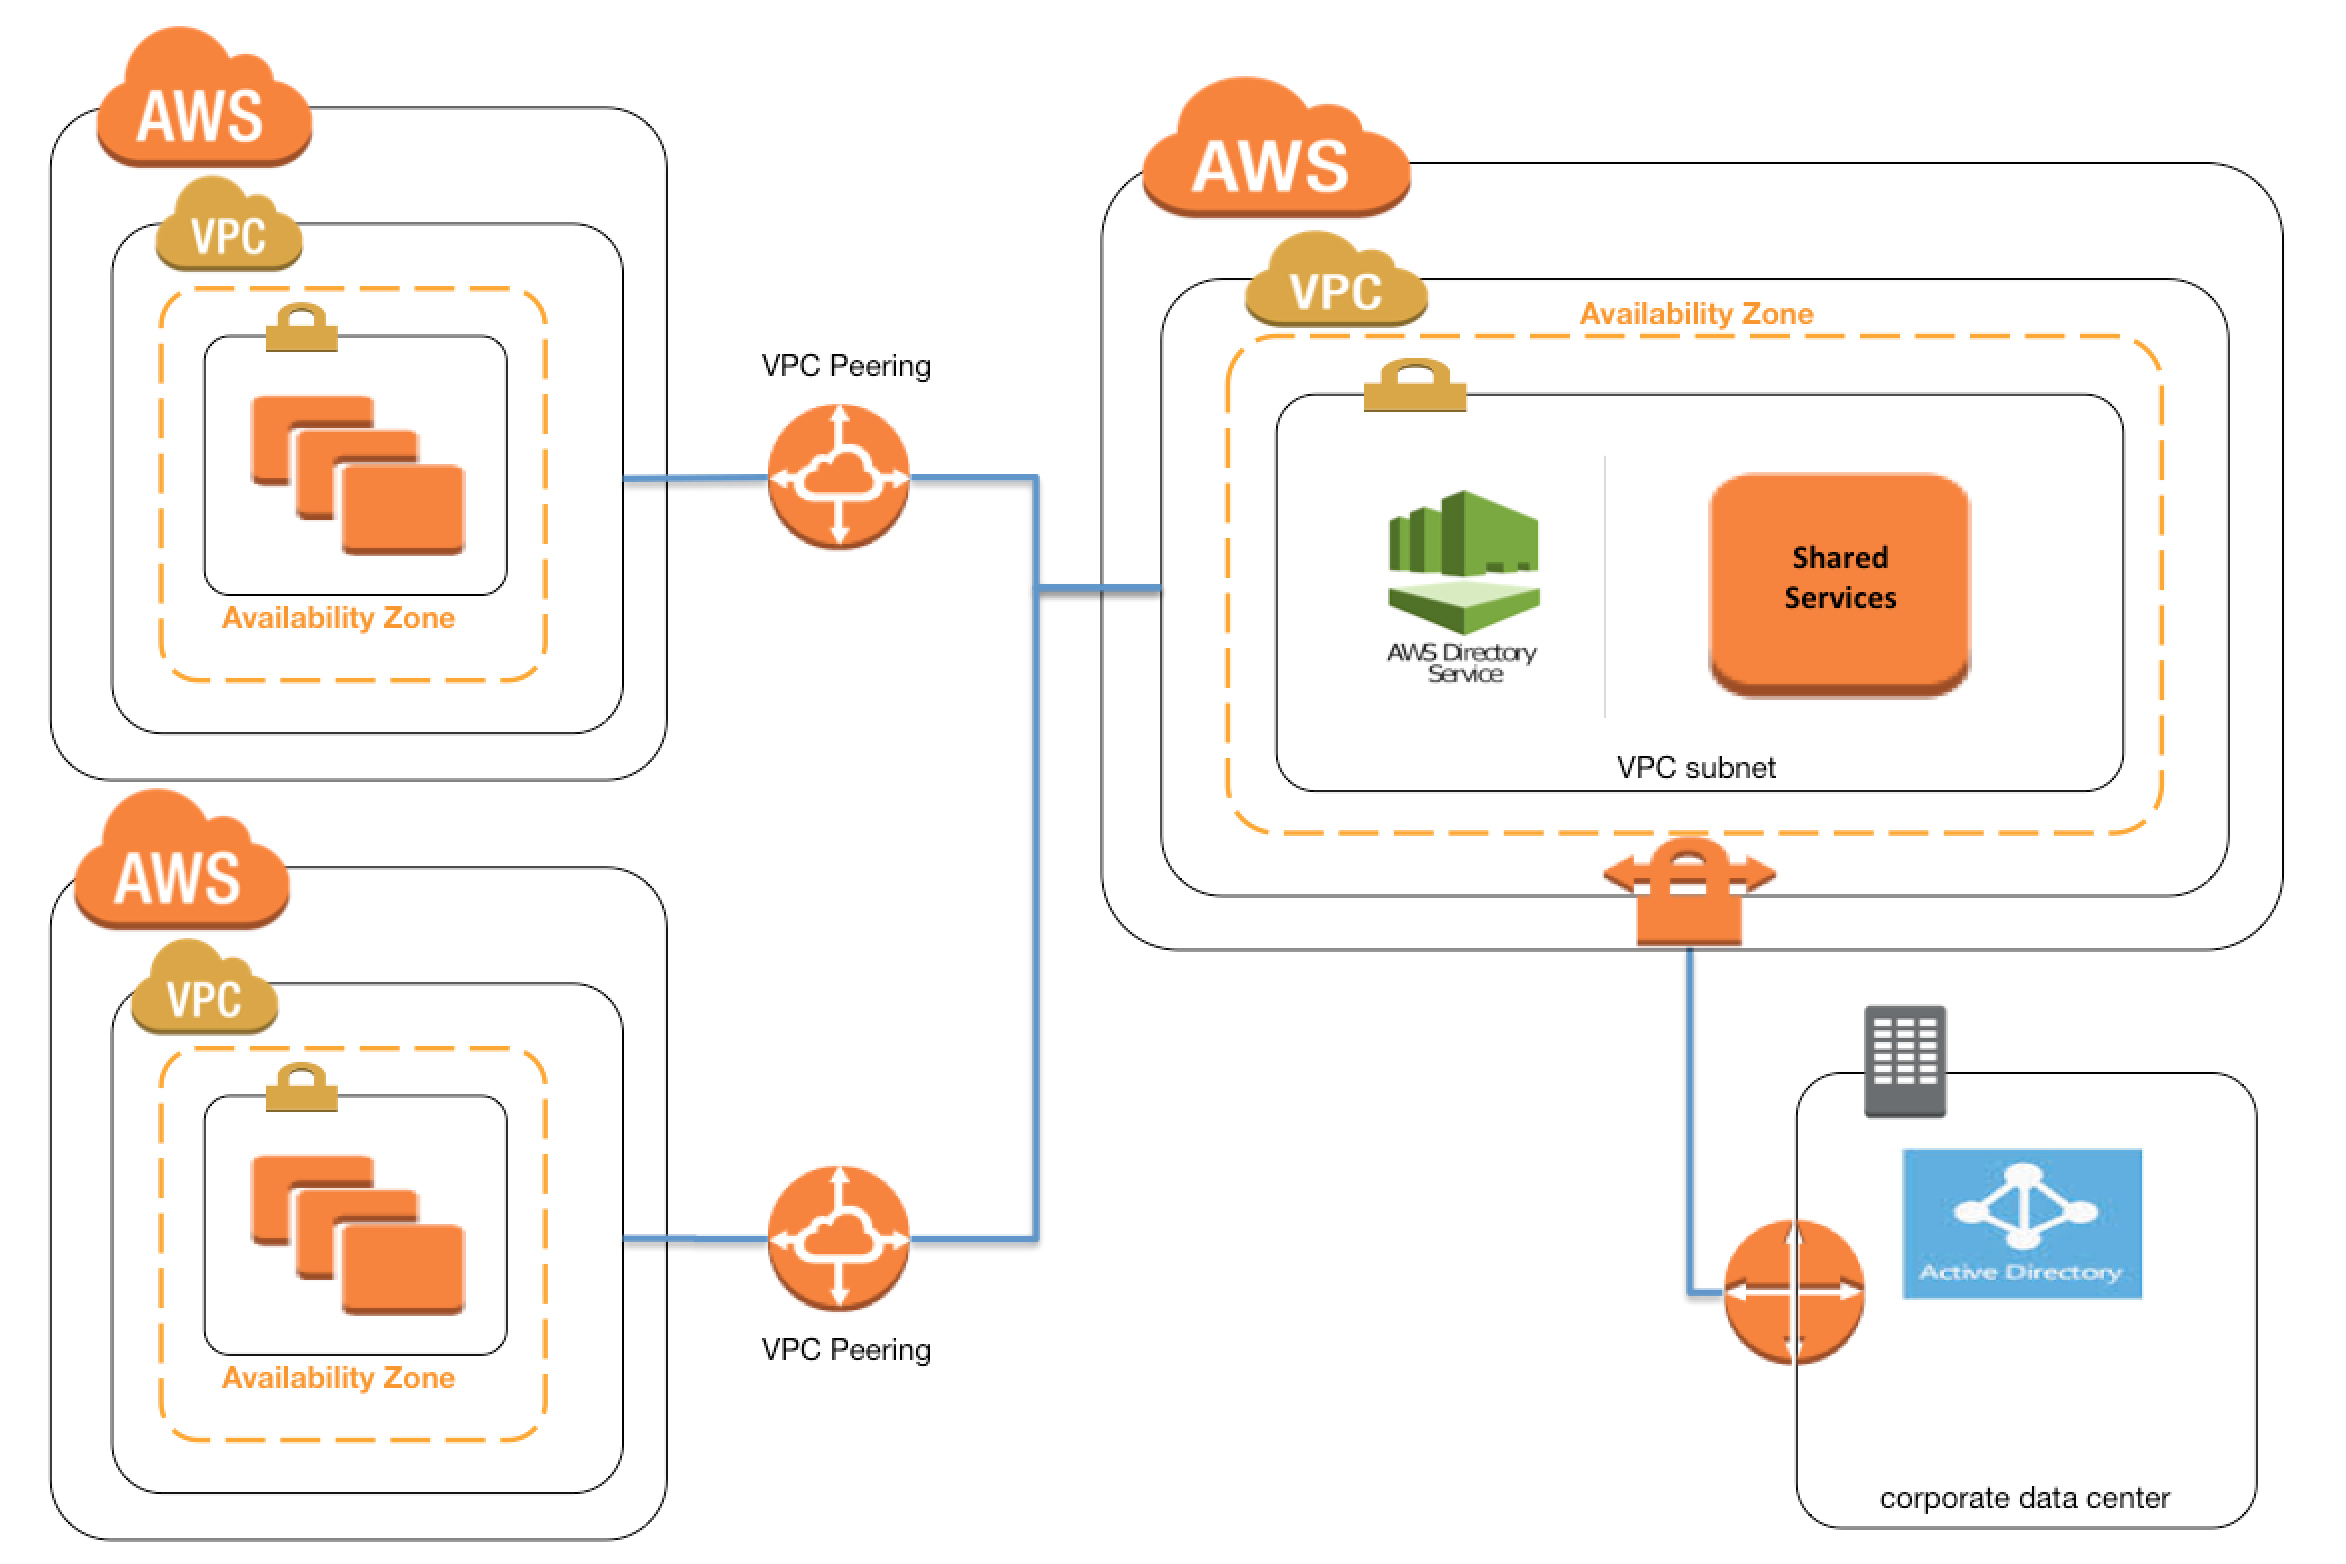 AWS
VPC
Availability Zone
VPC Peering
AWS
VPC
Availability Zone
AWS Directory
Service
Shared
Services
VPC subnet
AWS
VPC
Availability Zone
VPC Peering
Active Directory
corporate data center